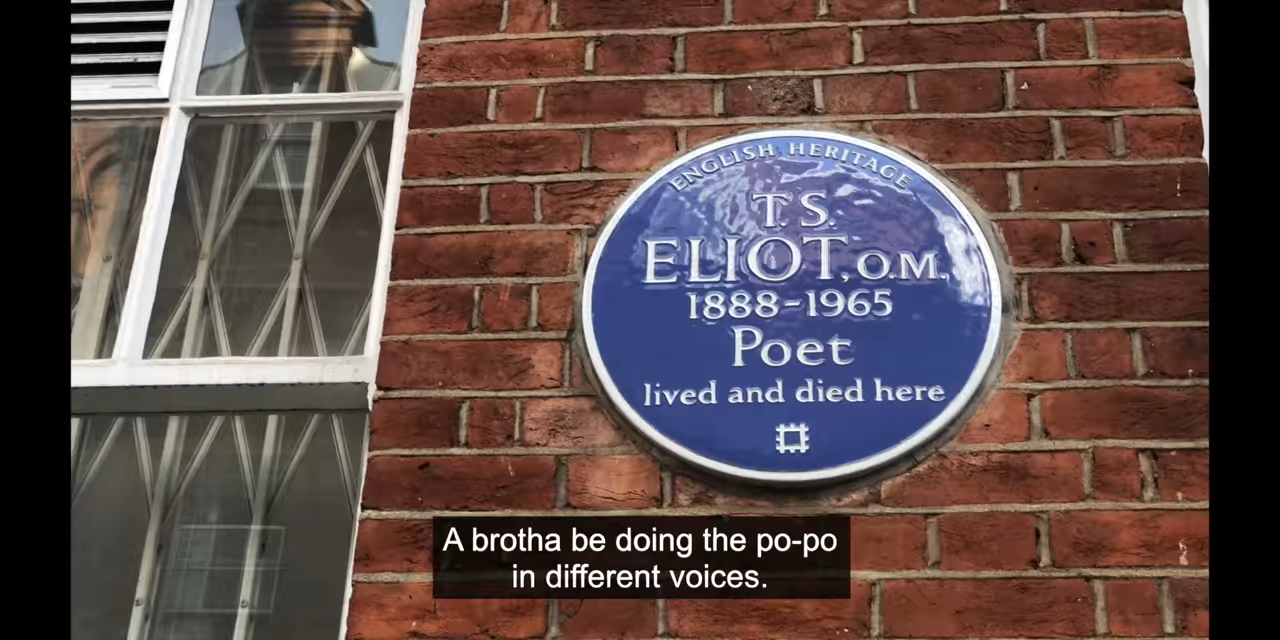 ENGLISH HERITAGE
T. S.
ELIOT, O.M.
1888–1965
Poet
lived and died here
A brotha be doing the po-po
in different voices.